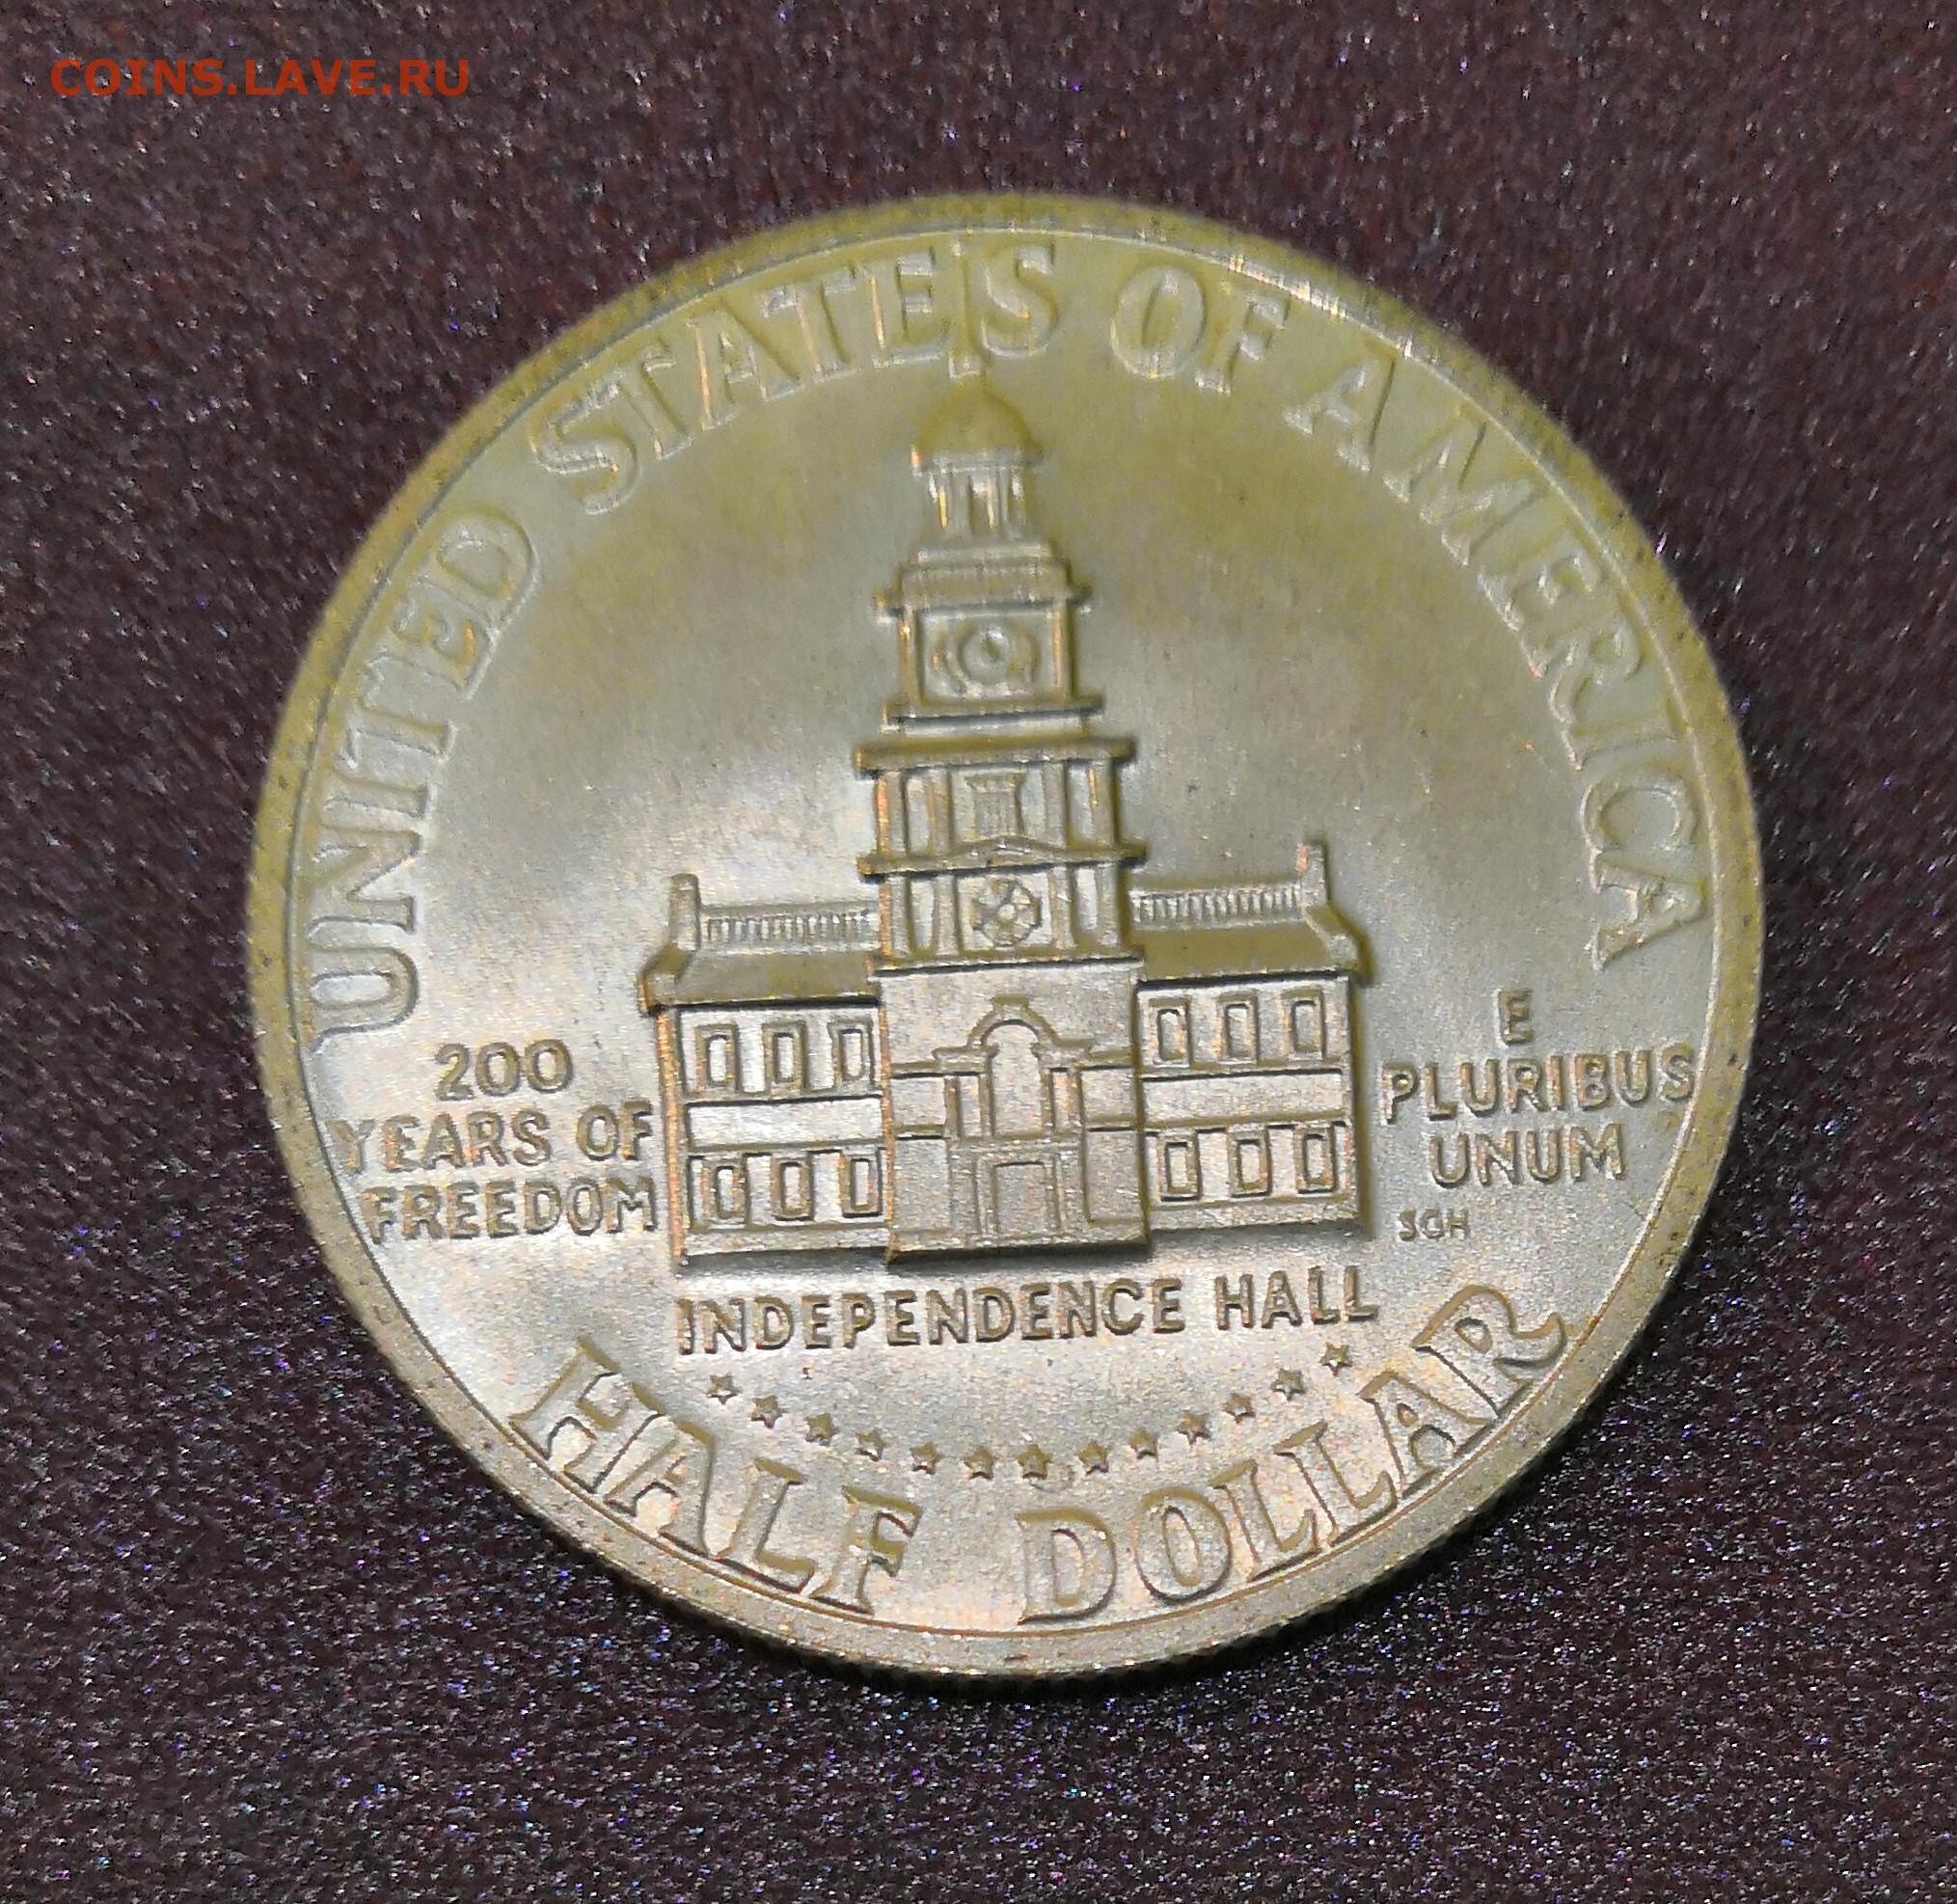 COINS.LAVE.RU
UNITED STATES OF AMERICA
200
YEARS OF
FREEDOM
E
PLURIBUS
UNUM
SGH
INDEPENDENCE HALL
HALF DOLLAR